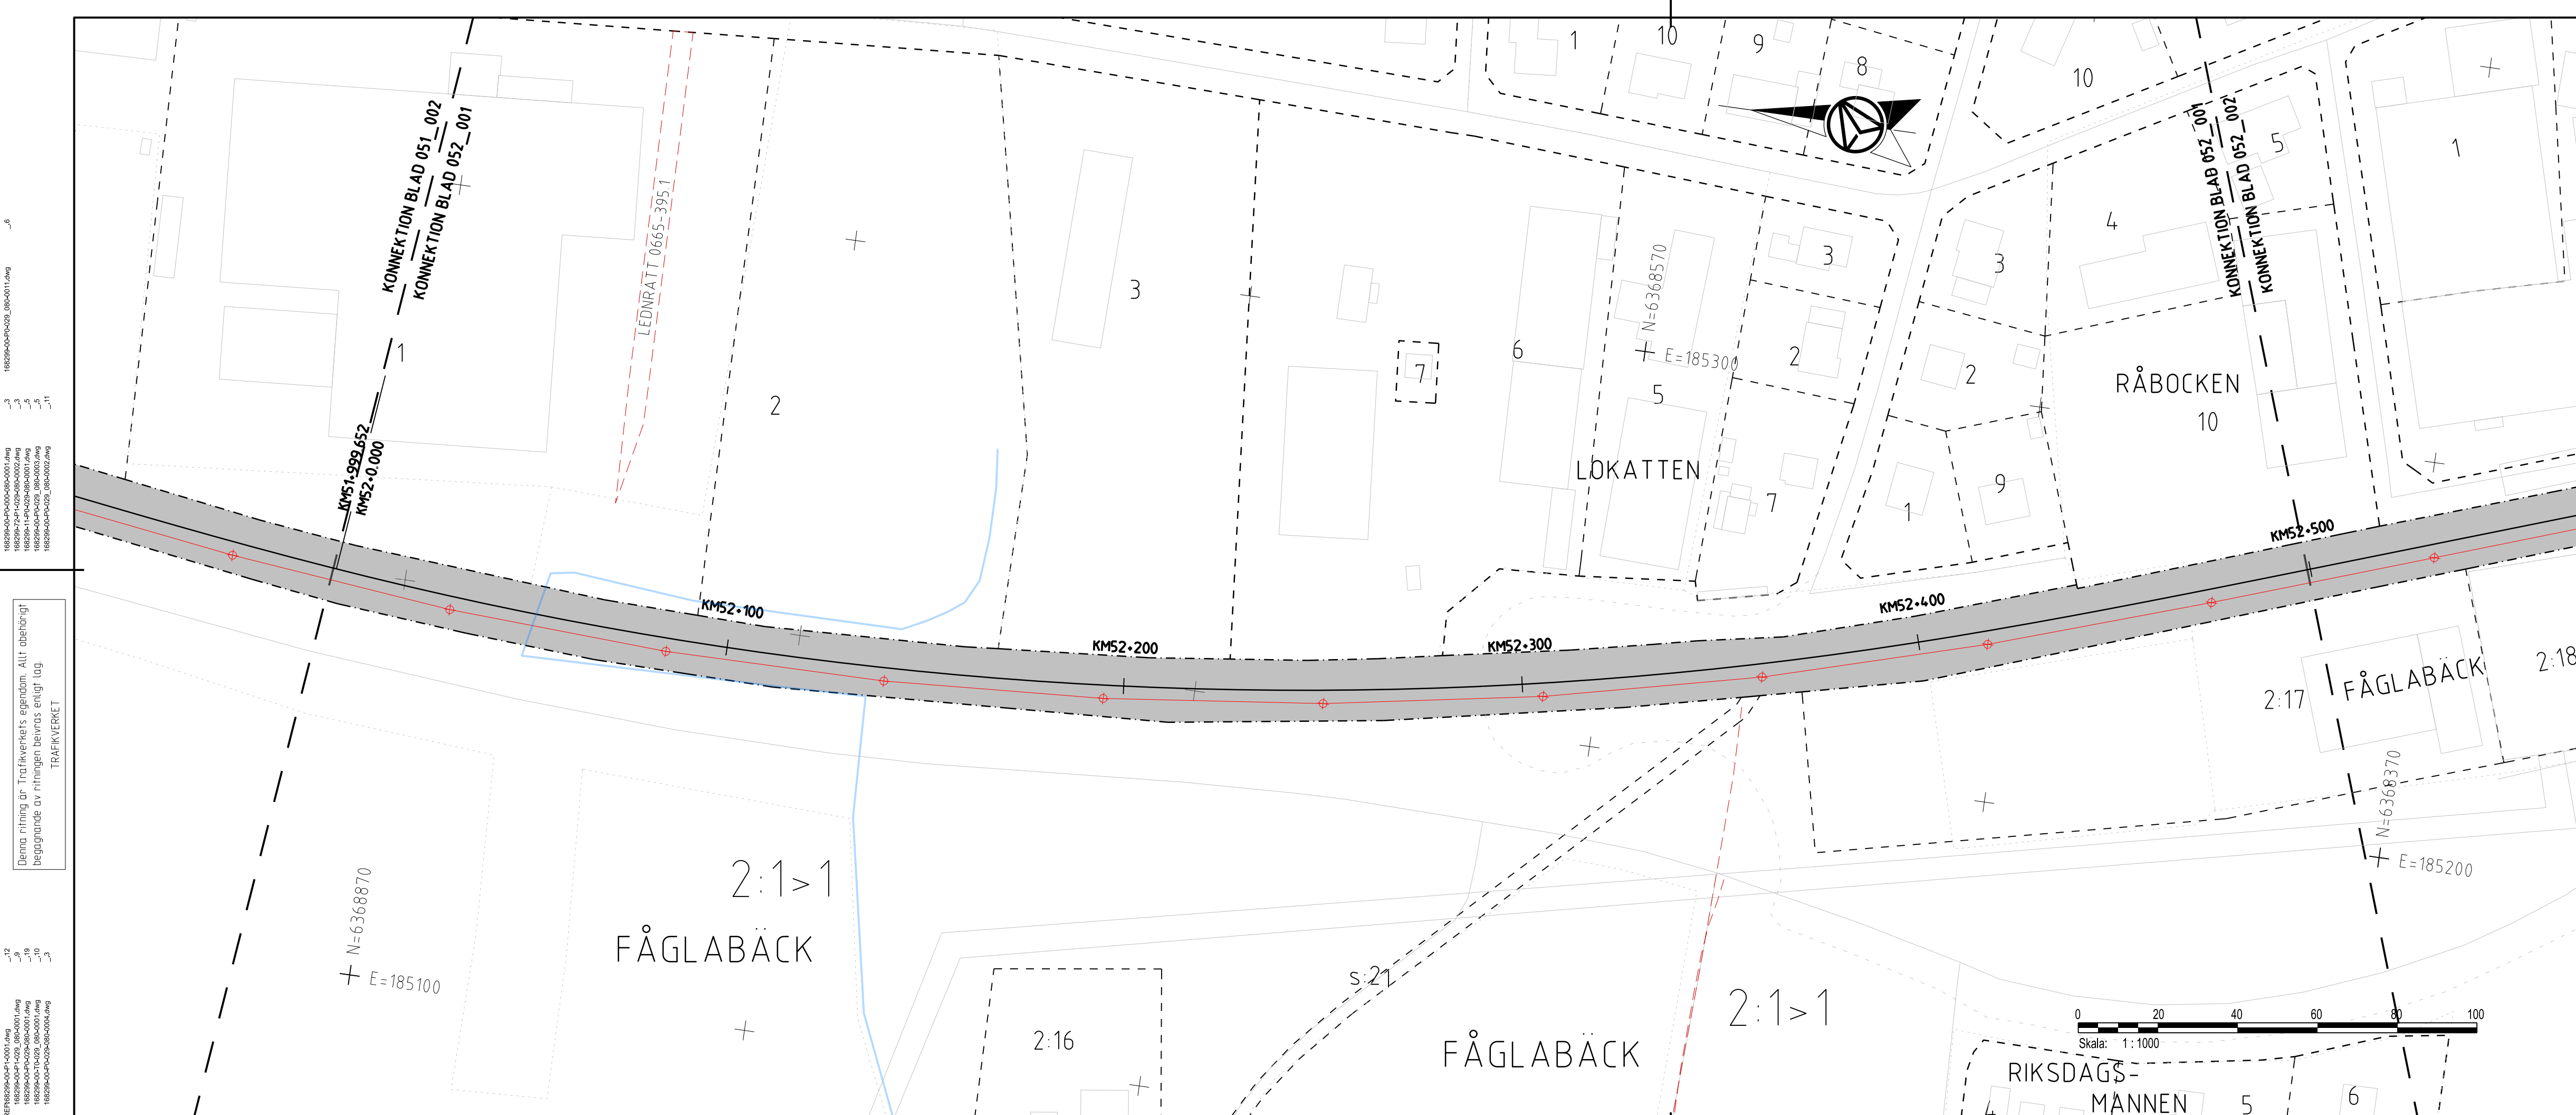 1
10
9
8
10
5
1
KONNEKTION BLAD 051_002
KONNEKTION BLAD 052_001
LEDNRÄTT 0665-395.1
KONNEKTION BLAD 052_001
KONNEKTION BLAD 052_002
1
2
3
7
6
N=6368570
E=185300
5
LOKATTEN
3
2
7
3
4
2
1
9
RÅBOCKEN
10
KM51+999.652
KM52+0.000
KM52+100
KM52+200
KM52+300
KM52+400
KM52+500
2:17
FÅGLABÄCK
2:18
N=6368370
E=185200
N=6368870
E=185100
2:1>1
FÅGLABÄCK
2:16
s:21
FÅGLABÄCK
2:1>1
0 20 40 60 80 100
Skala: 1:1000
RIKSDAGS-
MANNEN
4
5
6
Denna ritning är Trafikverkets egendom. Allt obehörigt
begagnande av ritningen beivras enligt lag.
TRAFIKVERKET